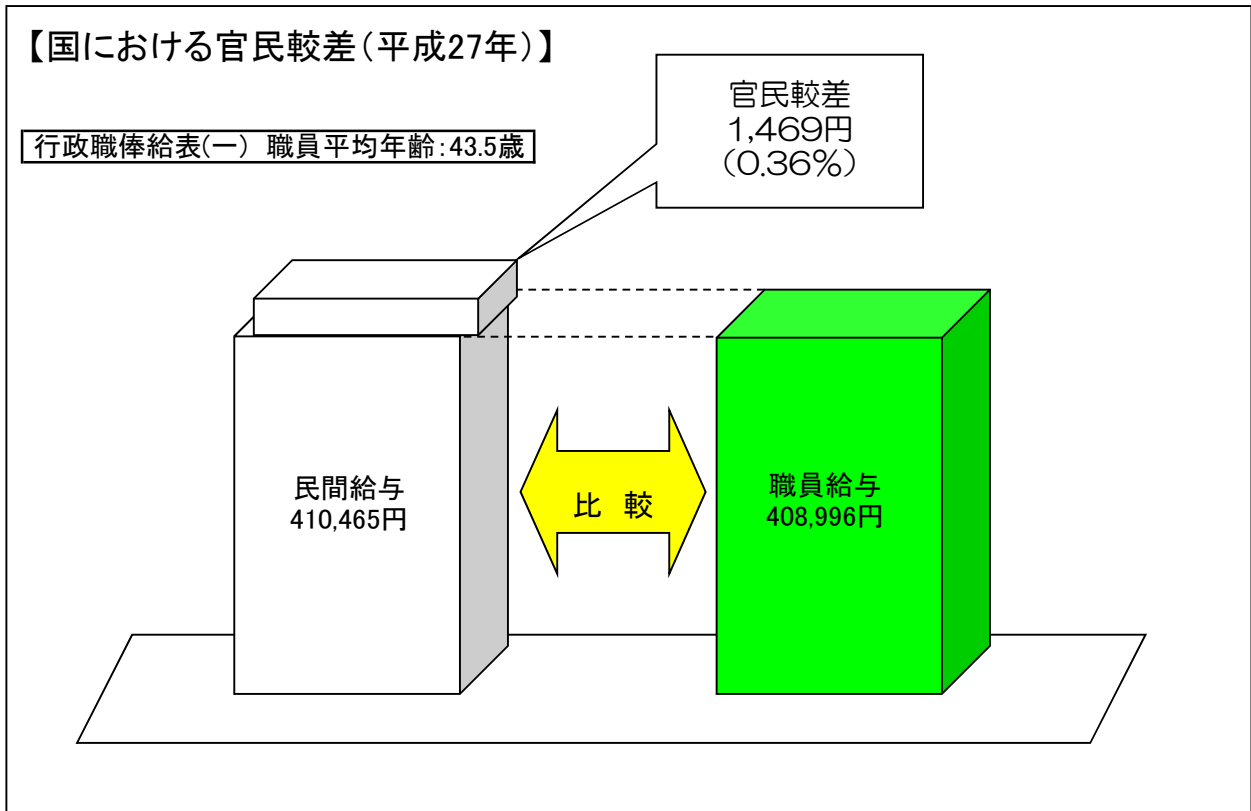 【国における官民較差（平成27年）】
官民較差
1,469円
(0.36%)
行政職俸給表(一) 職員平均年齢:43.5歳
民間給与
410,465円
比 較
職員給与
408,996円